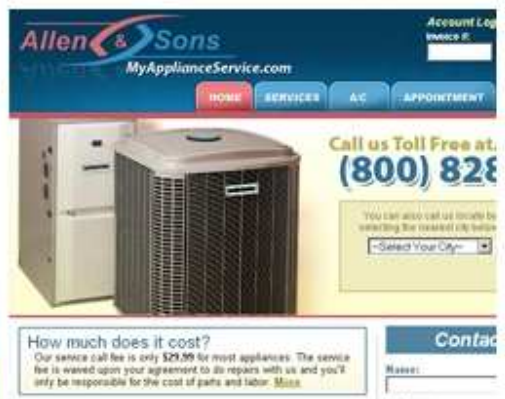 Allen & Sons
MyApplianceService.com
Account Log
Invoice #:
HOME SERVICES A/C APPOINTMENT
Call us Toll Free at.
(800) 828
You can also call us locally by
selecting the nearest city below
~Select Your City~
How much does it cost?
Our service call fee is only $29.99 for most appliances. The service
fee is waved upon your agreement to do repairs with us and you'll
only be responsible for the cost of parts and labor. More
Contac
Name: